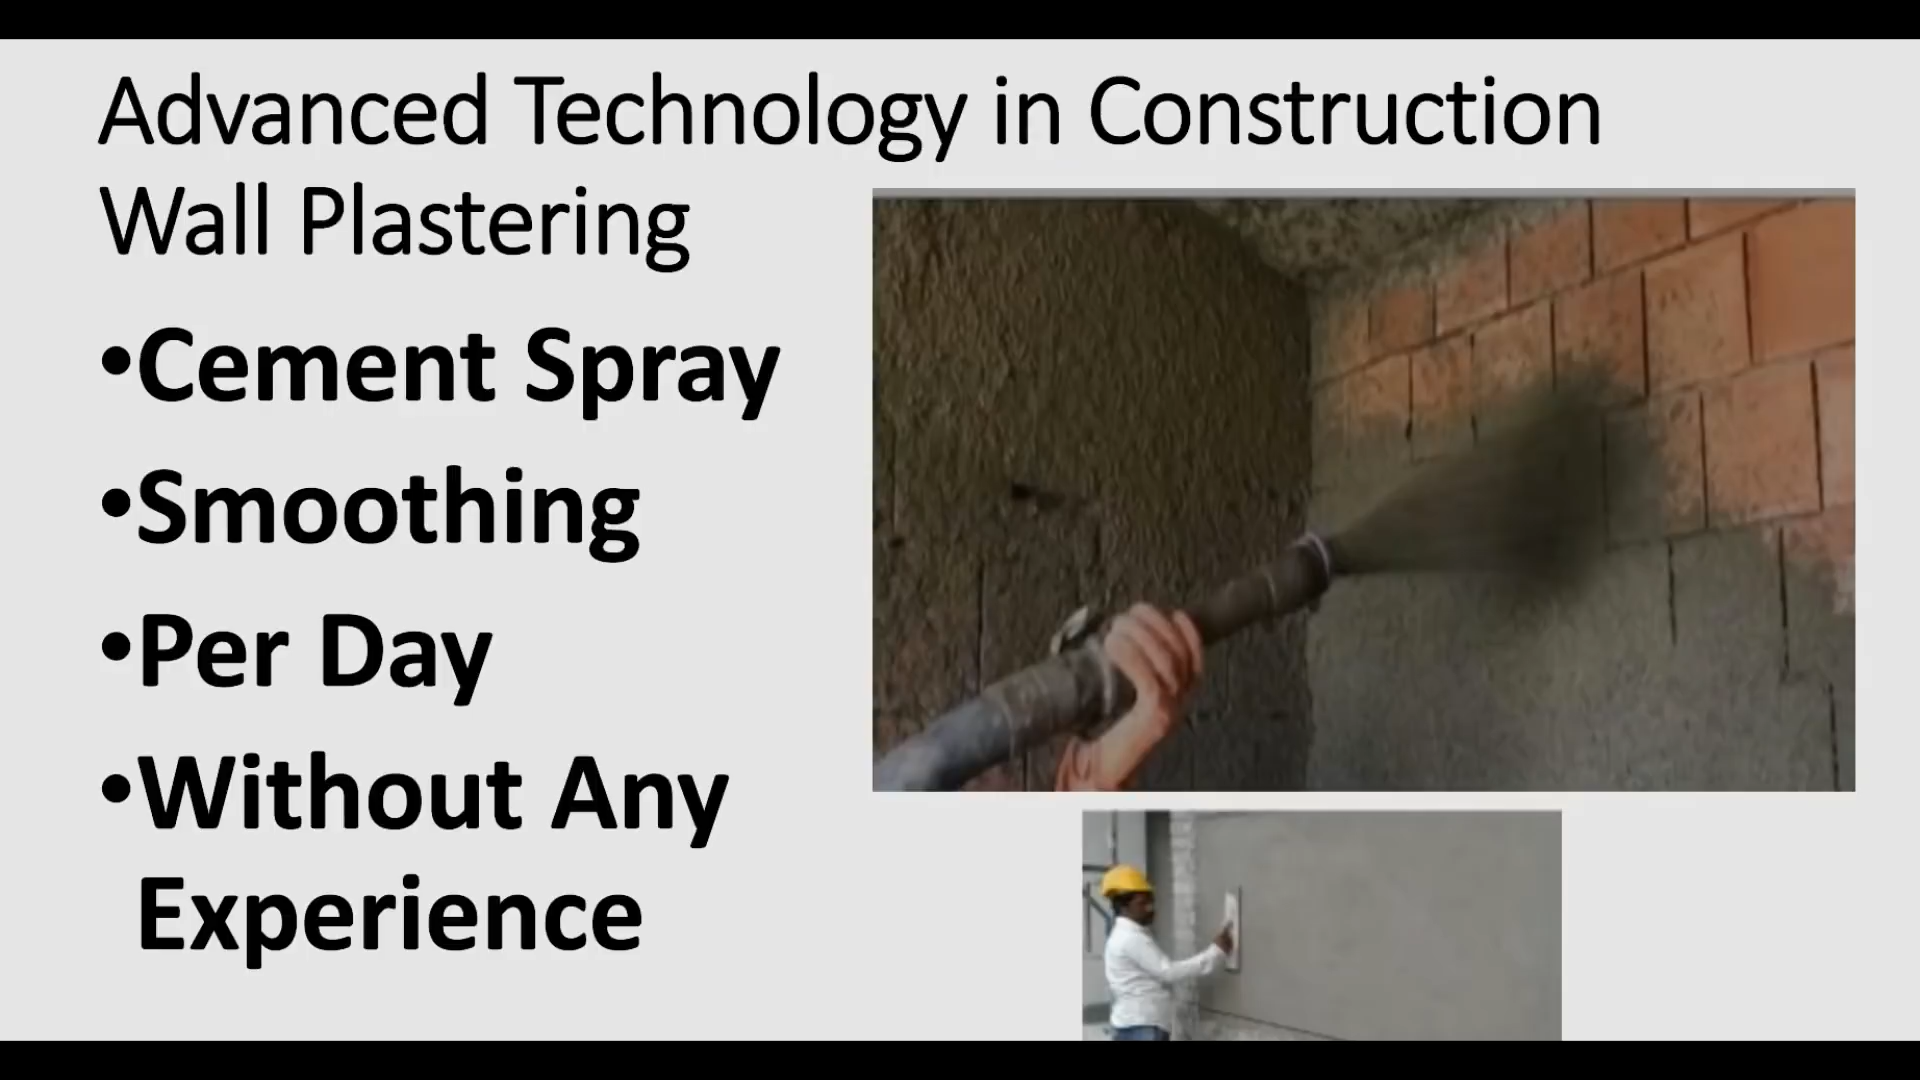 Advanced Technology in Construction
Wall Plastering
•Cement Spray
•Smoothing
•Per Day
•Without Any
Experience